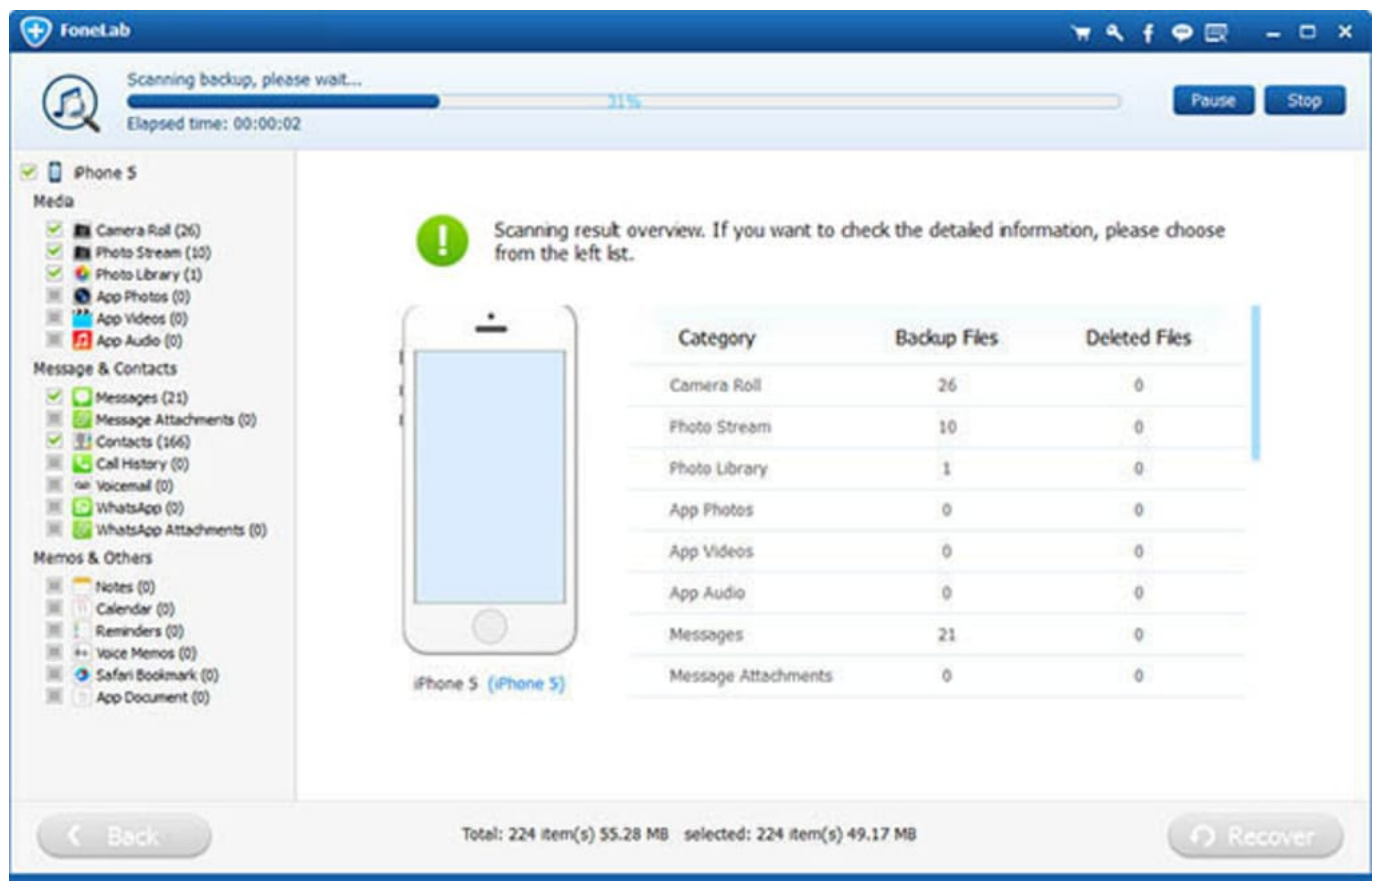 FoneLab
Scanning backup, please wait...
31%
Elapsed time: 00:00:02
Pause
Stop
iPhone 5
Media
Camera Roll (26)
Photo Stream (10)
Photo Library (1)
App Photos (0)
App Videos (0)
App Audio (0)
Message & Contacts
Messages (21)
Message Attachments (0)
Contacts (166)
Call History (0)
Voicemail (0)
WhatsApp (0)
WhatsApp Attachments (0)
Memos & Others
Notes (0)
Calendar (0)
Reminders (0)
Voice Memos (0)
Safari Bookmark (0)
App Document (0)
Scanning result overview. If you want to check the detailed information, please choose
from the left list.
iPhone 5 (iPhone 5)
Category Backup Files Deleted Files
Camera Roll 26 0
Photo Stream 10 0
Photo Library 1 0
App Photos 0 0
App Videos 0 0
App Audio 0 0
Messages 21 0
Message Attachments 0 0
Back
Total: 224 item(s) 55.28 MB selected: 224 item(s) 49.17 MB
Recover